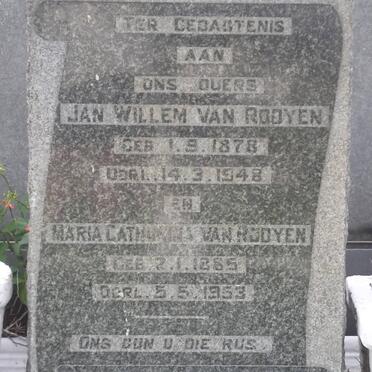 TER GEDAGTENIS
AAN
ONS OUERS
JAN WILLEM VAN ROOYEN
GEB. 1.9.1878
OORL. 14.3.1948
EN
MARIA CATHARINA VAN ROOYEN
GEB. 2.1.1885
OORL. 5.5.1953
ONS GUN U DIE RUS.